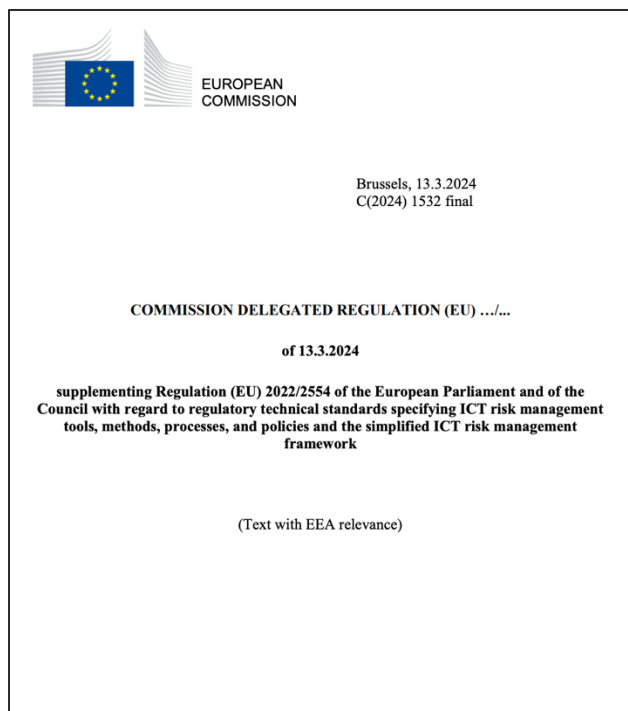 EUROPEAN
COMMISSION
Brussels, 13.3.2024
C(2024) 1532 final
COMMISSION DELEGATED REGULATION (EU) …/...
of 13.3.2024
supplementing Regulation (EU) 2022/2554 of the European Parliament and of the
Council with regard to regulatory technical standards specifying ICT risk management
tools, methods, processes, and policies and the simplified ICT risk management
framework
(Text with EEA relevance)